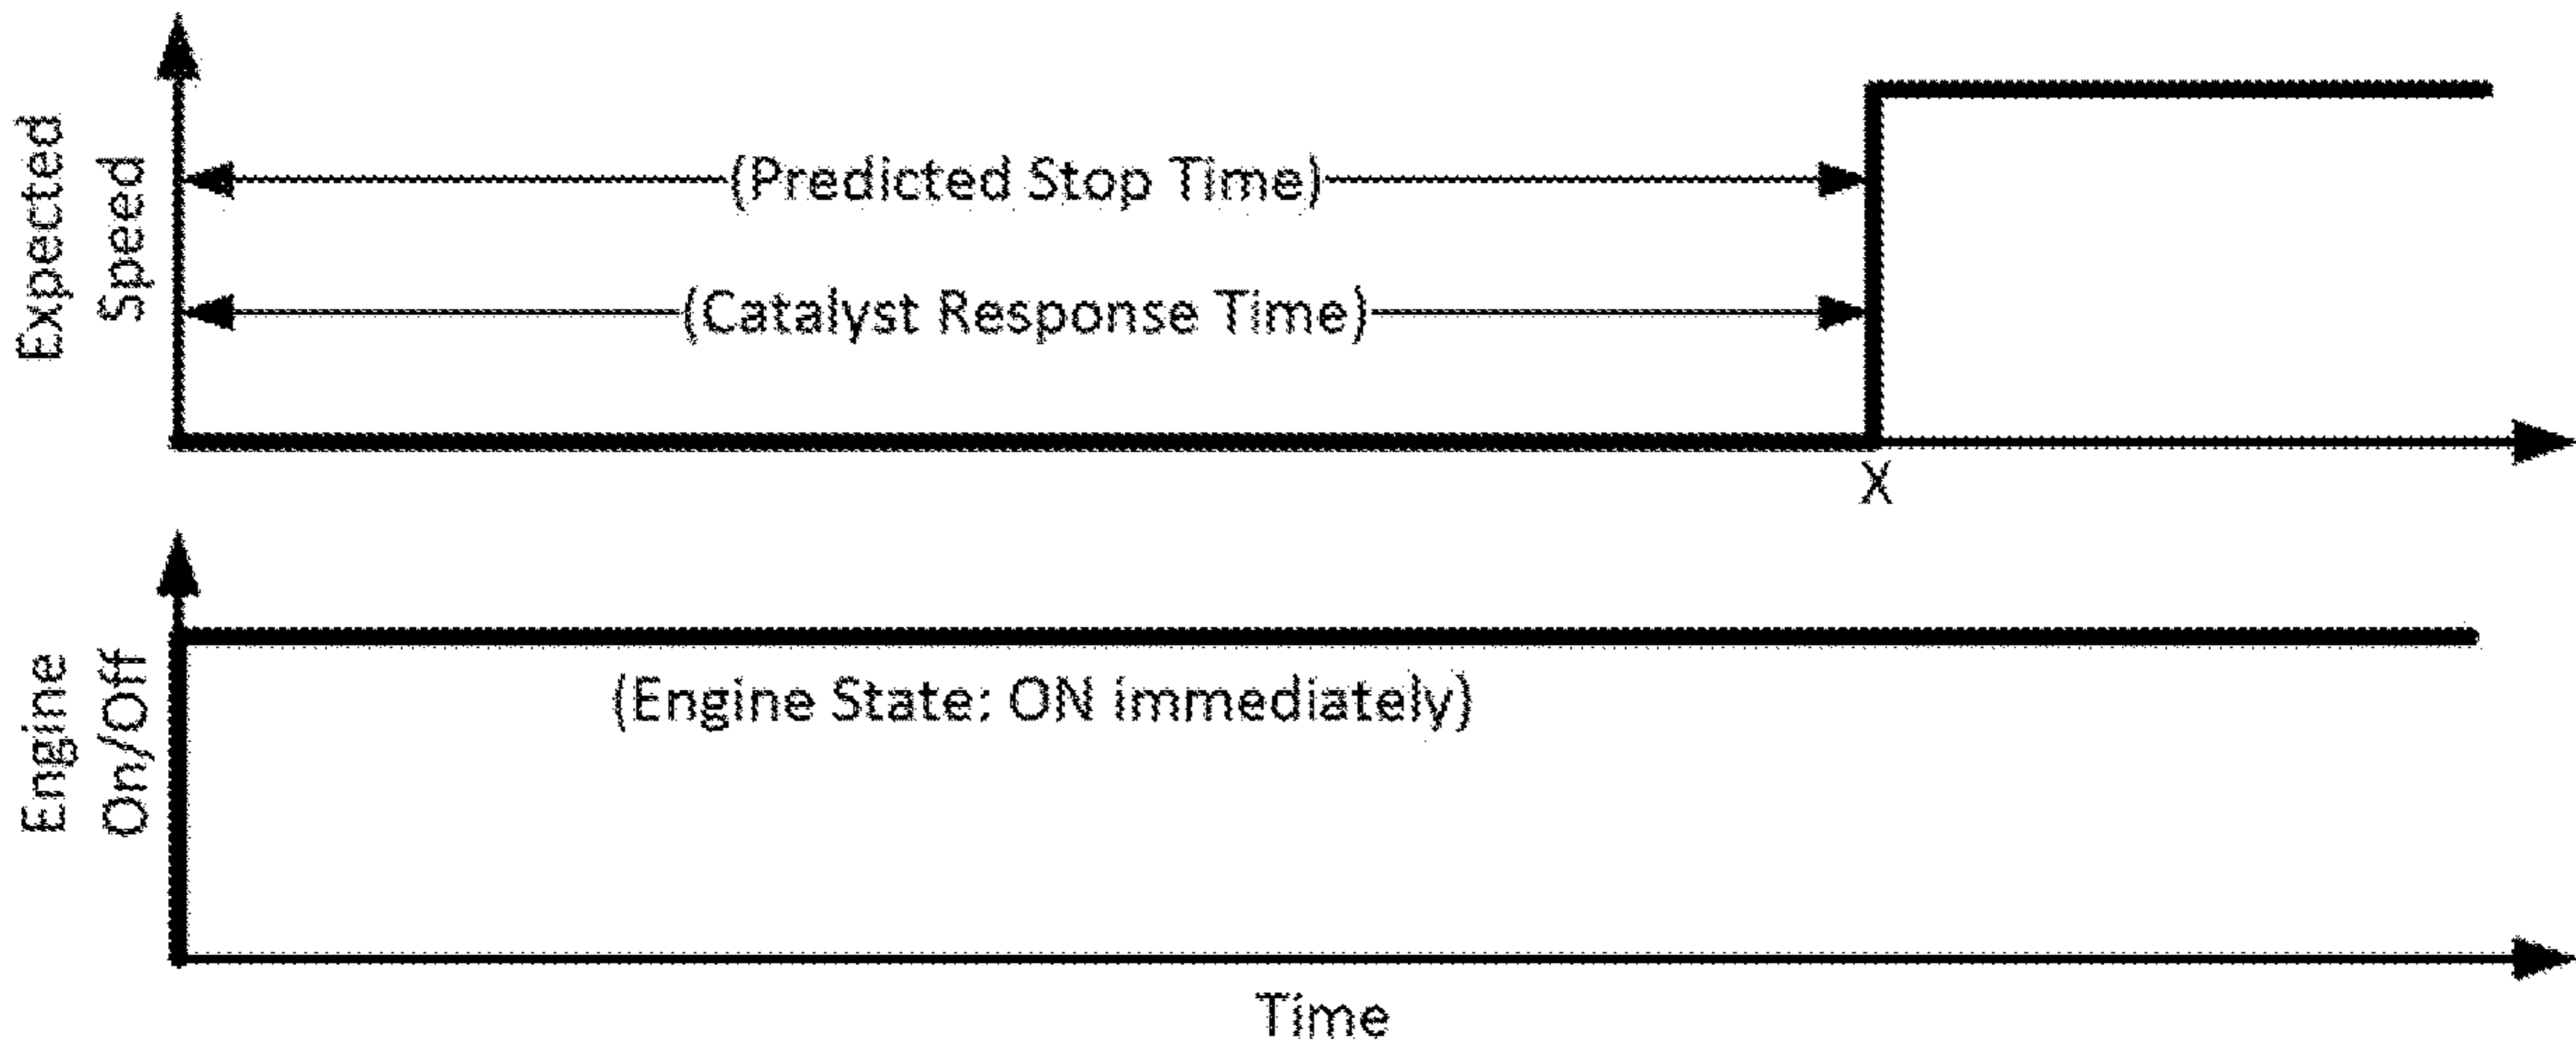 Expected
Speed
(Predicted Stop Time)
(Catalyst Response Time)
X
Engine
On/Off
(Engine State: ON immediately)
Time